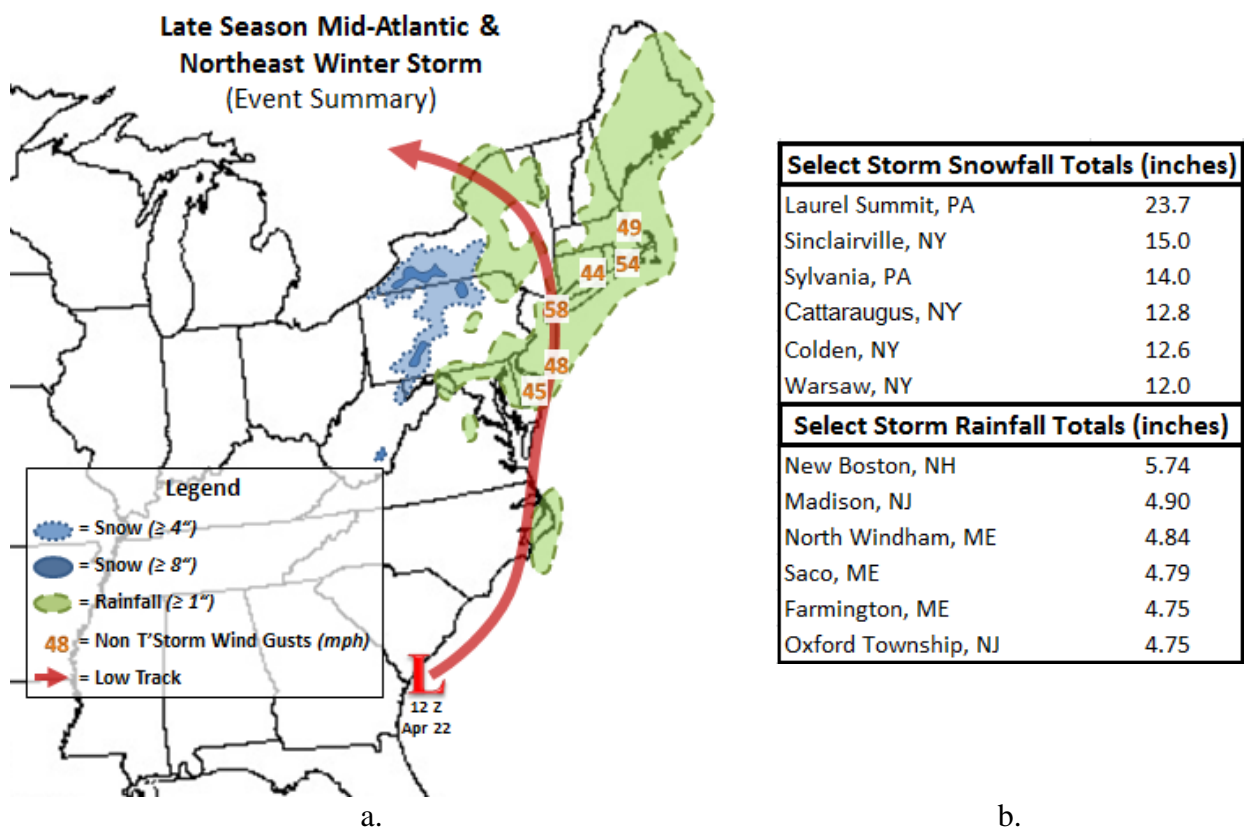 Late Season Mid-Atlantic &
Northeast Winter Storm
(Event Summary)
49
54
44
58
48
45
Legend
= Snow (≥ 4“)
= Snow (≥ 8“)
= Rainfall (≥ 1“)
48 = Non T’Storm Wind Gusts (mph)
= Low Track
L
12 Z
Apr 22
a.
Select Storm Snowfall Totals (inches)
Laurel Summit, PA 23.7
Sinclairville, NY 15.0
Sylvania, PA 14.0
Cattaraugus, NY 12.8
Colden, NY 12.6
Warsaw, NY 12.0
Select Storm Rainfall Totals (inches)
New Boston, NH 5.74
Madison, NJ 4.90
North Windham, ME 4.84
Saco, ME 4.79
Farmington, ME 4.75
Oxford Township, NJ 4.75
b.